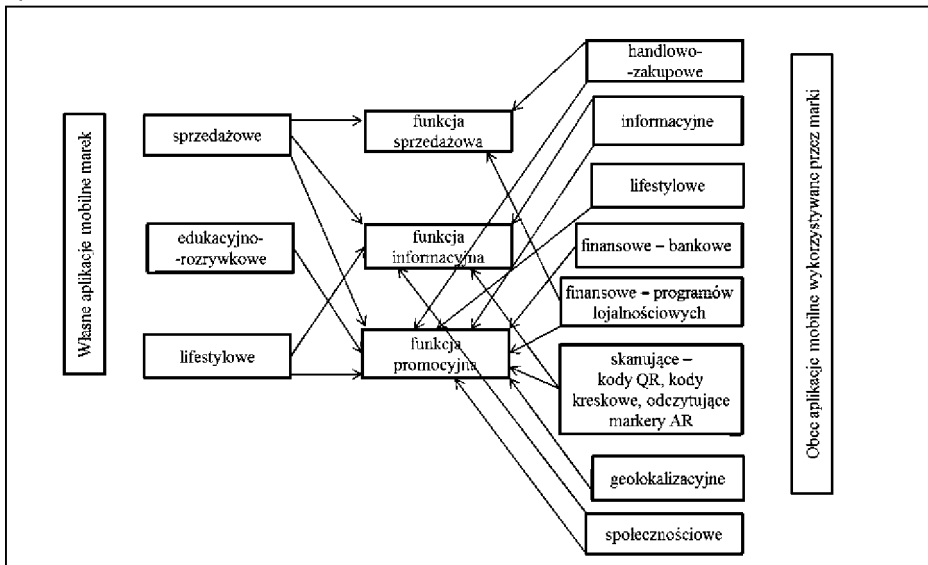 Własne aplikacje mobilne marek
sprzedażowe
edukacyjno-
-rozrywkowe
lifestylowe
funkcja
sprzedażowa
funkcja
informacyjna
funkcja
promocyjna
handlowo-
-zakupowe
informacyjne
lifestylowe
finansowe – bankowe
finansowe – programów
lojalnościowych
skanujące –
kody QR, kody
kreskowe, odczytujące
markery AR
geolokalizacyjne
społecznościowe
Obce aplikacje mobilne wykorzystywane przez marki